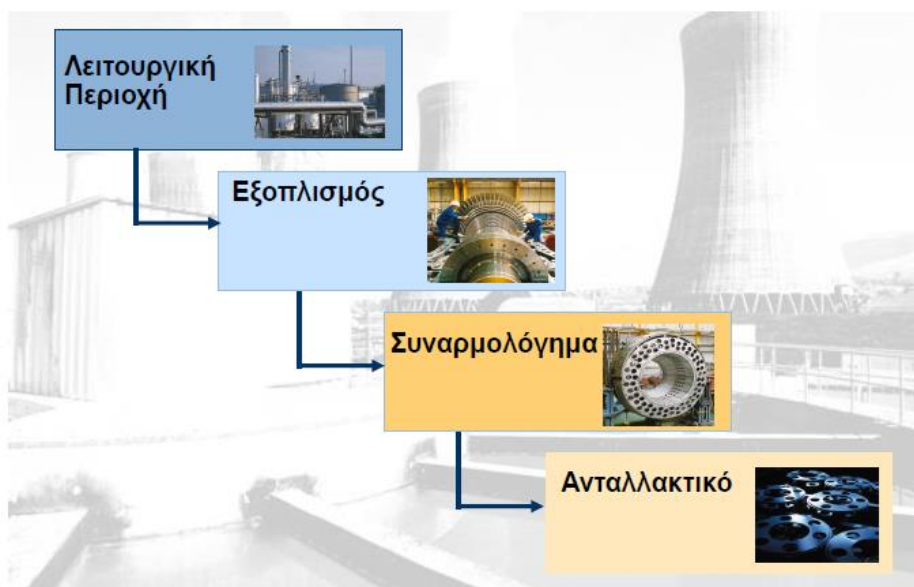 Λειτουργική
Περιοχή
Εξοπλισμός
Συναρμολόγημα
Ανταλλακτικό